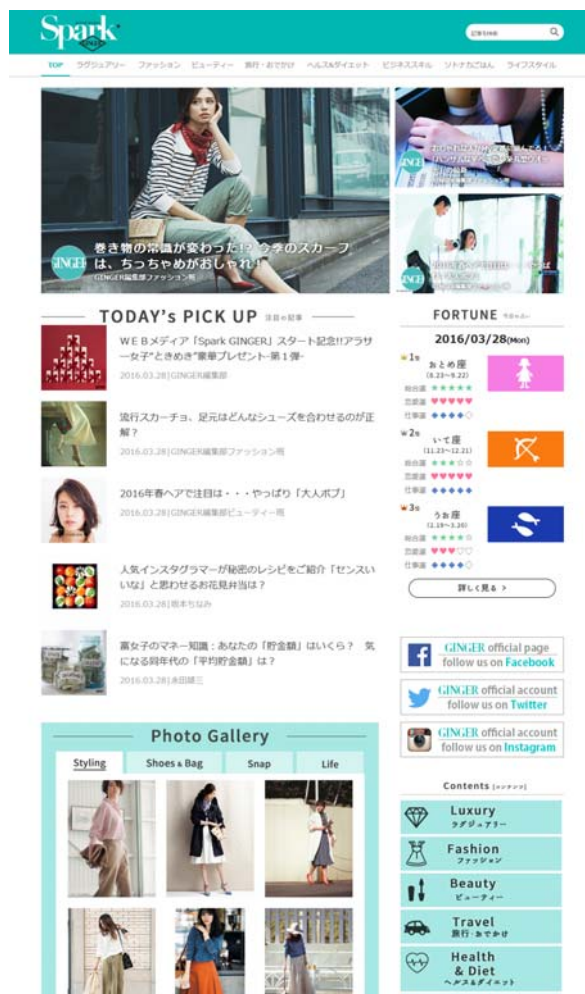 Spark
GINGER
記事を検索
TOP ラグジュアリー ファッション ビューティー 旅行・おでかけ ヘルス&ダイエット ビジネススキル ソトナカごはん ライフスタイル
GINGER
巻き物の常識が変わった!? 今季のスカーフ
は、ちっちゃめがおしゃれ!
GINGER編集部ファッション班
GINGER
GINGER
TODAY's PICK UP 注目の記事
WEBメディア「Spark GINGER」スタート記念!!アラサ
ー女子"ときめき"豪華プレゼント-第1弾-
2016.03.28|GINGER編集部
流行スカーチョ、足元はどんなシューズを合わせるのが正
解?
2016.03.28|GINGER編集部ファッション班
2016年春ヘアで注目は・・・やっぱり「大人ボブ」
2016.03.28|GINGER編集部ビューティー班
人気インスタグラマーが秘密のレシピをご紹介「センスい
いな」と思わせるお花見弁当は?
2016.03.28|
富女子のマネー知識:あなたの「貯金額」はいくら? 気
になる同年代の「平均貯金額」は?
2016.03.28|永田雄三
FORTUNE 今日の占い
2016/03/28(Mon)
1位
おとめ座
(8.23~9.22)
総合運 ★★★★★
恋愛運 ♥♥♥♥♥
仕事運 ◆◆◆◆◇
2位
いて座
(11.23~12.21)
総合運 ★★★☆☆
恋愛運 ♥♥♥♥♥
仕事運 ◆◆◆◆◆
3位
うお座
(2.19~3.20)
総合運 ★★★★☆
恋愛運 ♥♥♥♡♡
仕事運 ◆◆◆◆◇
詳しく見る >
GINGER official page
follow us on Facebook
GINGER official account
follow us on Twitter
GINGER official account
follow us on Instagram
Photo Gallery
Styling Shoes & Bag Snap Life
Contents [コンテンツ]
Luxury
ラグジュアリー
Fashion
ファッション
Beauty
ビューティー
Travel
旅行・おでかけ
Health
& Diet
ヘルス&ダイエット